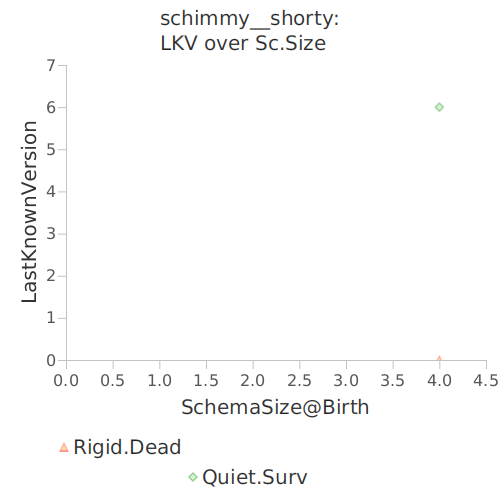 schimmy__shorty:
LKV over Sc.Size
LastKnownVersion
7
6
5
4
3
2
1
0
0.0 0.5 1.0 1.5 2.0 2.5 3.0 3.5 4.0 4.5
SchemaSize@Birth
Rigid.Dead
Quiet.Surv